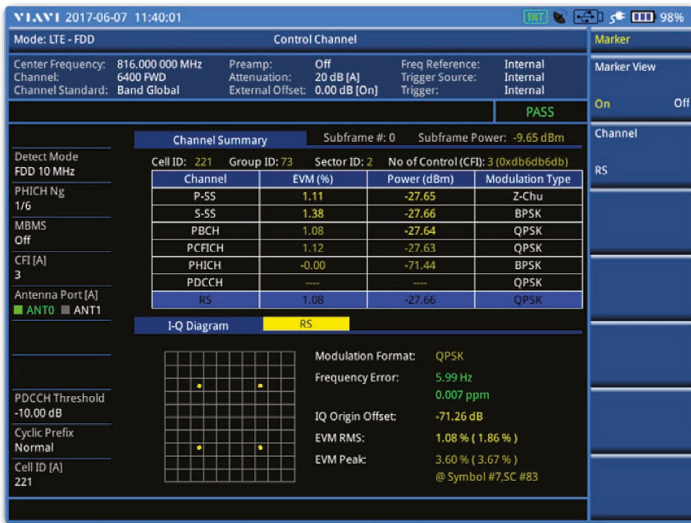 VIAVI 2017-06-07 11:40:01 INT 98%
Mode: LTE - FDD Control Channel Marker
Center Frequency: 816.000 000 MHz Preamp: Off Freq Reference: Internal
Channel: 6400 FWD Attenuation: 20 dB [A] Trigger Source: Internal
Channel Standard: Band Global External Offset: 0.00 dB [On] Trigger: Internal
Marker View
On Off
PASS
Channel
RS
Channel Summary Subframe #: 0 Subframe Power: -9.65 dBm
Detect Mode
FDD 10 MHz
PHICH Ng
1/6
MBMS
Off
CFI [A]
3
Antenna Port [A]
ANT0 ANT1
PDCCH Threshold
-10.00 dB
Cyclic Prefix
Normal
Cell ID [A]
221
Cell ID: 221 Group ID: 73 Sector ID: 2 No of Control (CFI): 3 (0xdb6db6db)
Channel EVM (%) Power (dBm) Modulation Type
P-SS 1.11 -27.65 Z-Chu
S-SS 1.38 -27.66 BPSK
PBCH 1.08 -27.64 QPSK
PCFICH 1.12 -27.63 QPSK
PHICH -0.00 -71.44 BPSK
PDCCH ---- ---- QPSK
RS 1.08 -27.66 QPSK
I-Q Diagram RS
Modulation Format: QPSK
Frequency Error: 5.99 Hz
0.007 ppm
IQ Origin Offset: -71.26 dB
EVM RMS: 1.08 % ( 1.86 % )
EVM Peak: 3.60 % ( 3.67 % )
@ Symbol #7,SC #83